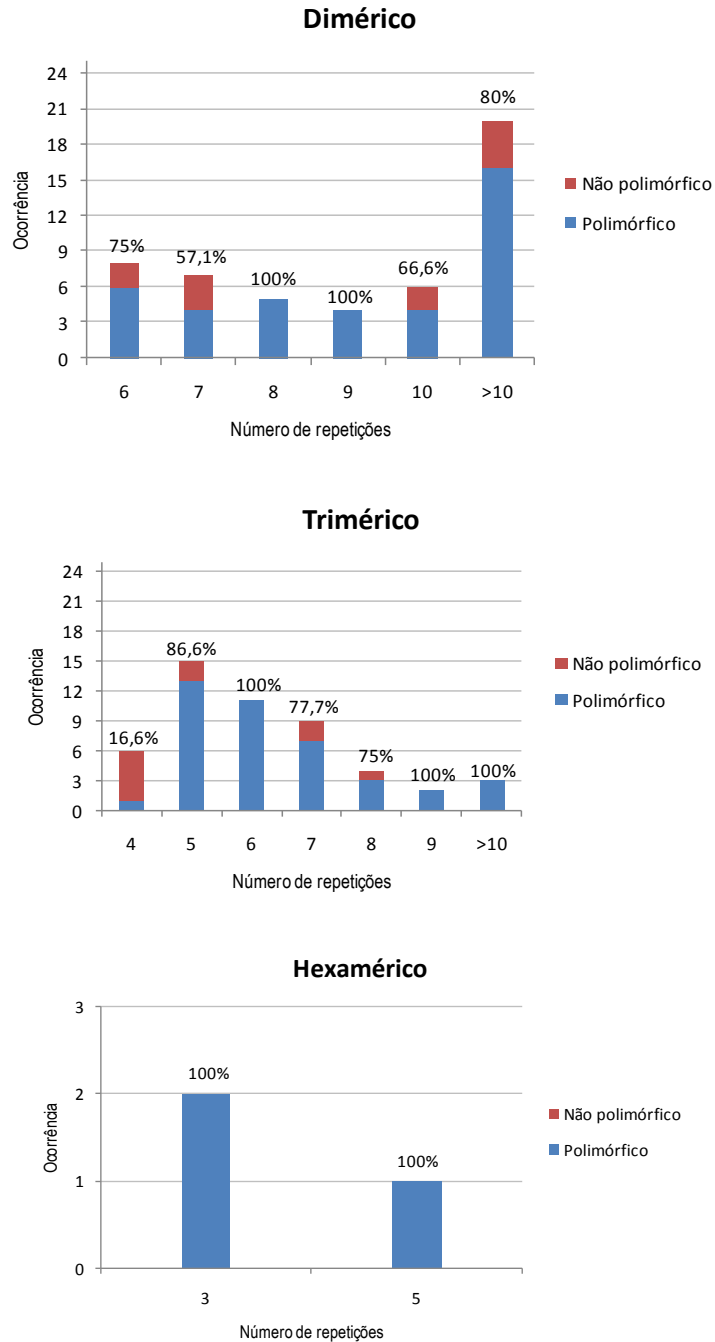 Dimérico
24
21
18
15
12
9
6
3
0
Ocorrência
75%
57,1%
100%
100%
66,6%
80%
6 7 8 9 10 >10
Número de repetições
Não polimórfico
Polimórfico
Trimérico
24
21
18
15
12
9
6
3
0
Ocorrência
16,6%
86,6%
100%
77,7%
75%
100%
100%
4 5 6 7 8 9 >10
Número de repetições
Não polimórfico
Polimórfico
Hexamérico
3
2
1
0
Ocorrência
100%
100%
3 5
Número de repetições
Não polimórfico
Polimórfico